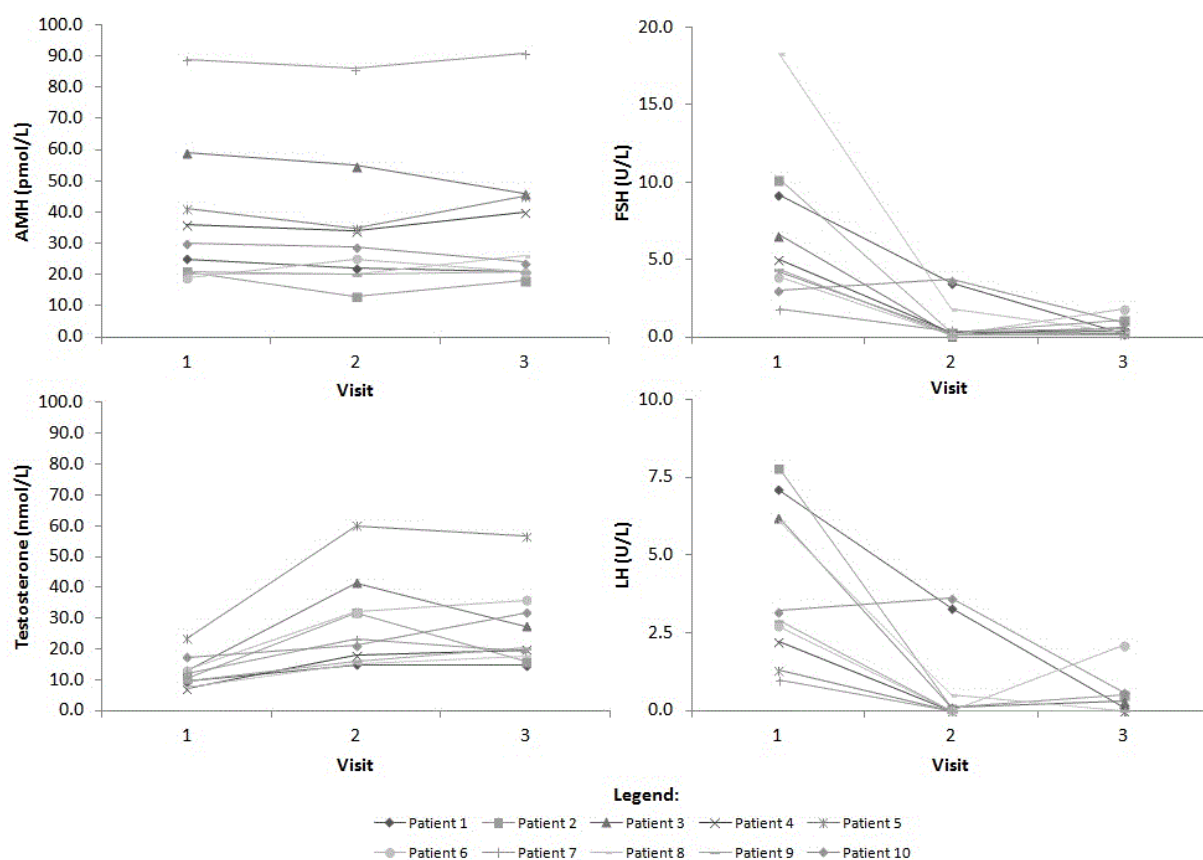 AMH (pmol/L)
100.0
90.0
80.0
70.0
60.0
50.0
40.0
30.0
20.0
10.0
0.0
1 2 3
Visit
FSH (U/L)
20.0
15.0
10.0
5.0
0.0
1 2 3
Visit
Testosterone (nmol/L)
100.0
90.0
80.0
70.0
60.0
50.0
40.0
30.0
20.0
10.0
0.0
1 2 3
Visit
LH (U/L)
10.0
7.5
5.0
2.5
0.0
1 2 3
Visit
Legend:
Patient 1 Patient 2 Patient 3 Patient 4 Patient 5
Patient 6 Patient 7 Patient 8 Patient 9 Patient 10